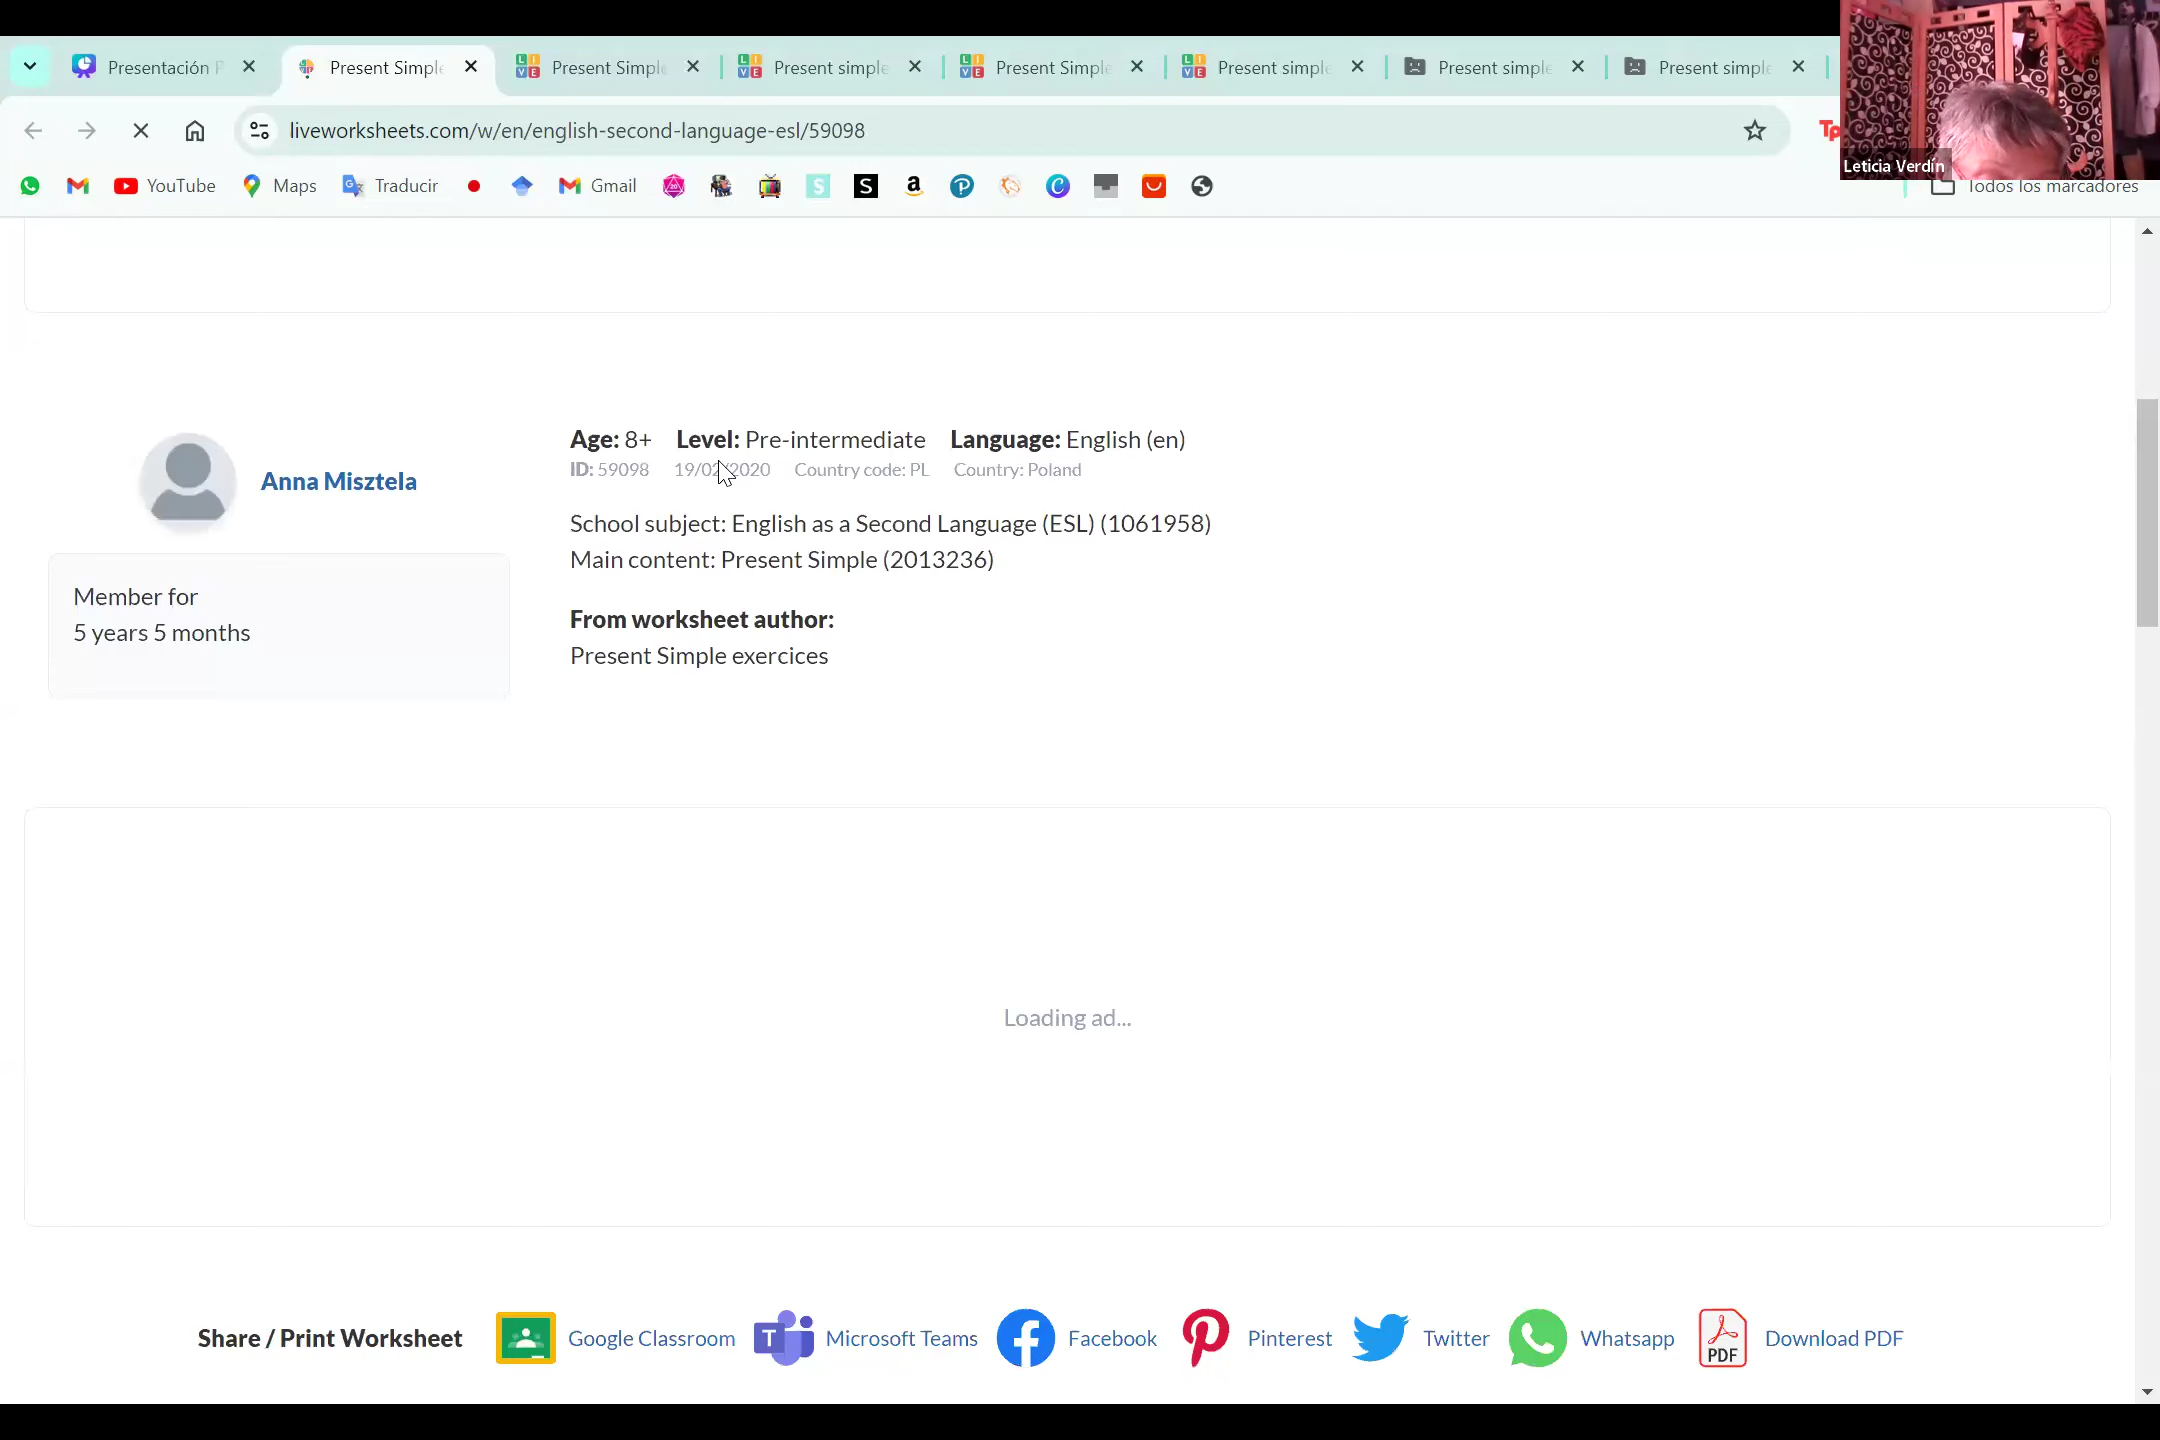 Presentación P
Present Simple
Present Simple
Present simple
Present Simple
Present simple
Present simple
Present simple
liveworksheets.com/w/en/english-second-language-esl/59098
Tp
Leticia Verdín
YouTube
Maps
Traducir
Gmail
Todos los marcadores
Anna Misztela
Member for
5 years 5 months
Age: 8+ Level: Pre-intermediate Language: English (en)
ID: 59098 19/02/2020 Country code: PL Country: Poland
School subject: English as a Second Language (ESL) (1061958)
Main content: Present Simple (2013236)
From worksheet author:
Present Simple exercices
Loading ad...
Share / Print Worksheet
Google Classroom
Microsoft Teams
Facebook
Pinterest
Twitter
Whatsapp
PDF
Download PDF